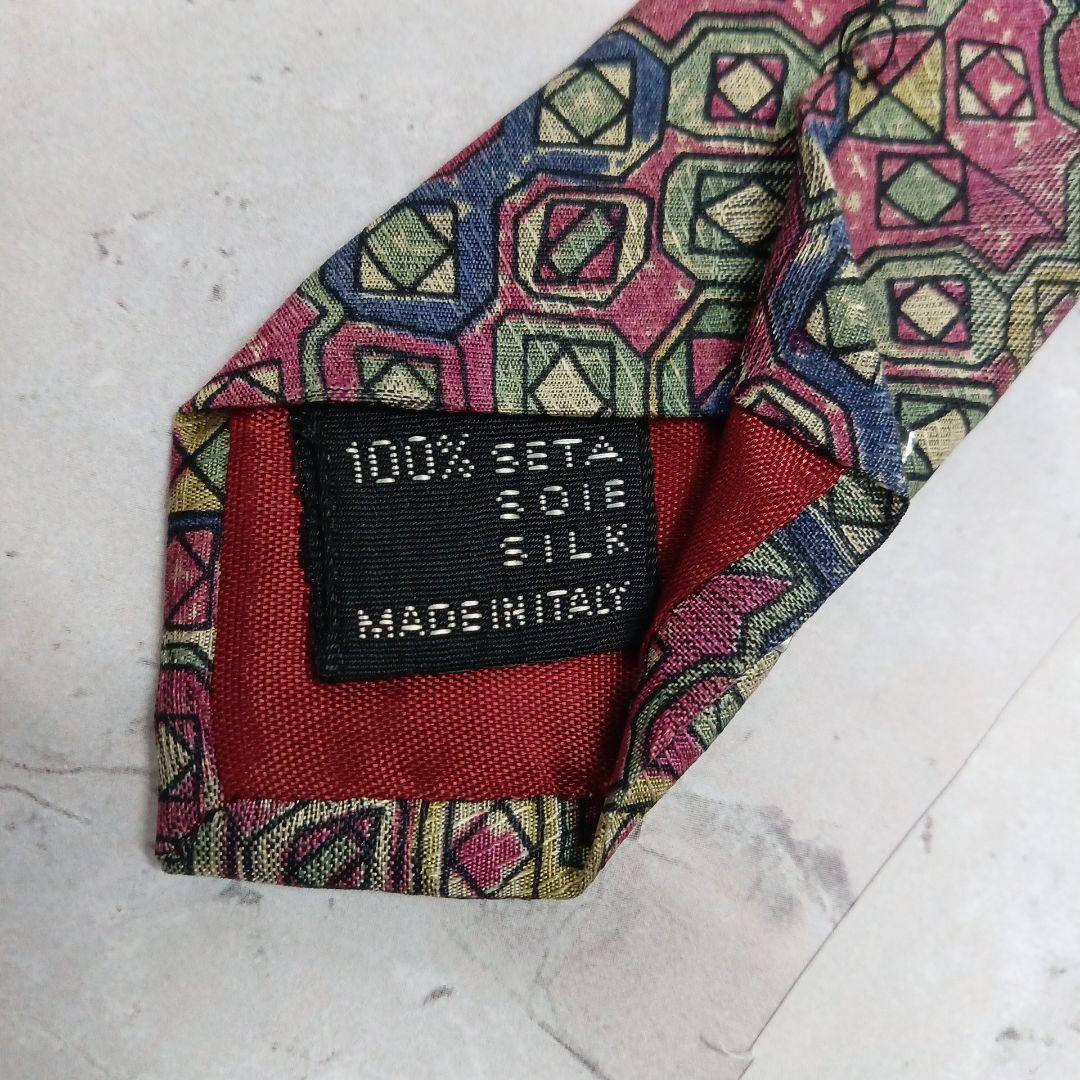 100% SETA
SOIE
SILK
MADE IN ITALY